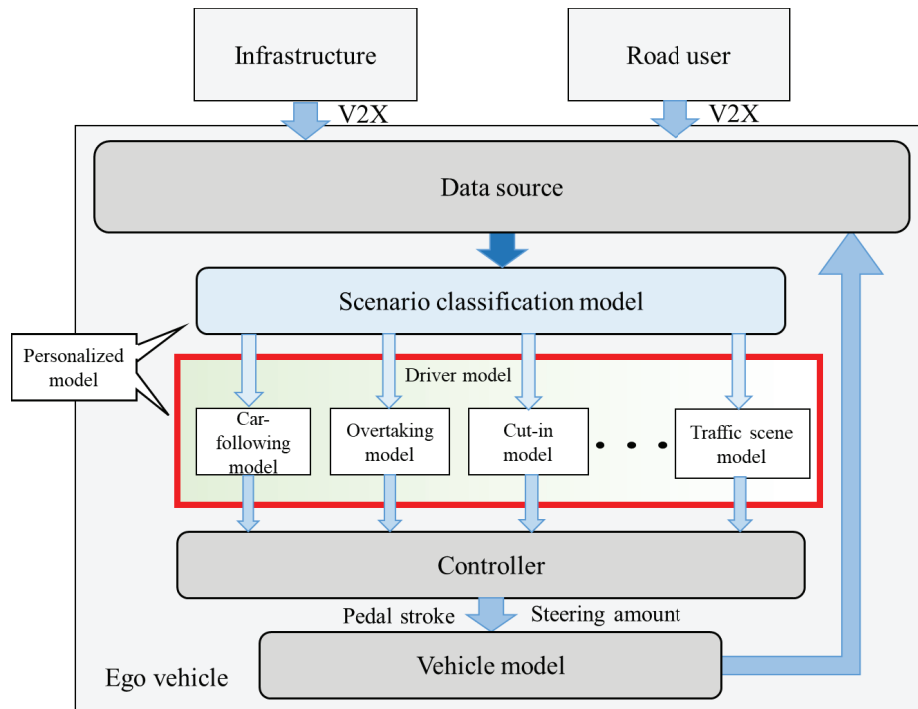 Infrastructure
Road user
V2X
V2X
Data source
Scenario classification model
Personalized
model
Driver model
Car-
following
model
Overtaking
model
Cut-in
model
Traffic scene
model
Controller
Pedal stroke
Steering amount
Vehicle model
Ego vehicle